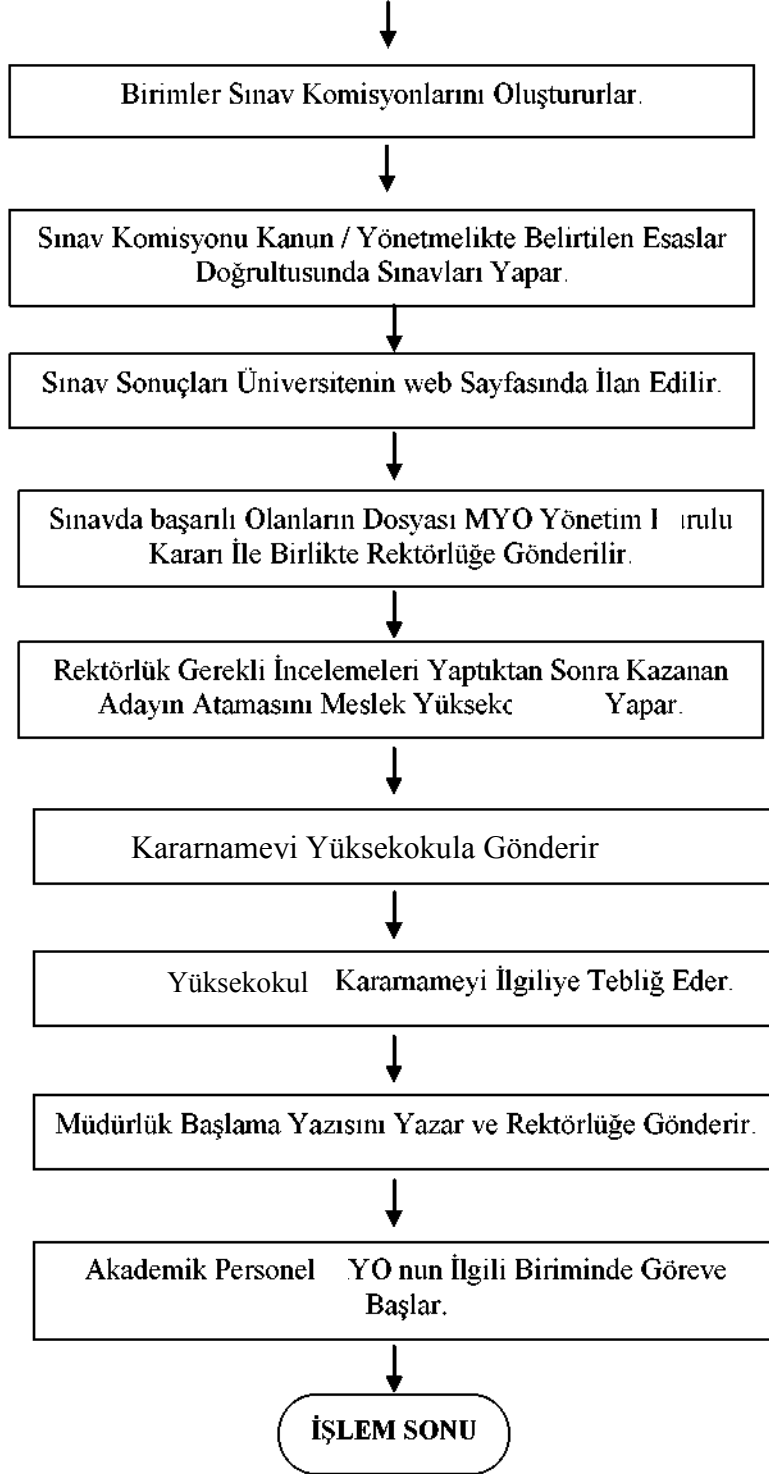 Birimler Sınav Komisyonlarını Oluştururlar.
Sınav Komisyonu Kanun / Yönetmelikte Belirtilen Esaslar
Doğrultusunda Sınavları Yapar.
Sınav Sonuçları Üniversitenin web Sayfasında İlan Edilir.
Sınavda başarılı Olanların Dosyası MYO Yönetim
Kararı İle Birlikte Rektörlüğe Gönderilir.
Rektörlük Gerekli İncelemeleri Yaptıktan Sonra Kazanan
Adayın Atamasını Meslek Yapar.
Kararnamevi Yüksekokula Gönderir
Yüksekokul Kararnameyi İlgiliye Tebliğ Eder.
Müdürlük Başlama Yazısını Yazar ve Rektörlüğe Gönderir.
Akademik Personel YO nun İlgili Biriminde Göreve
Başlar.
İŞLEM SONU